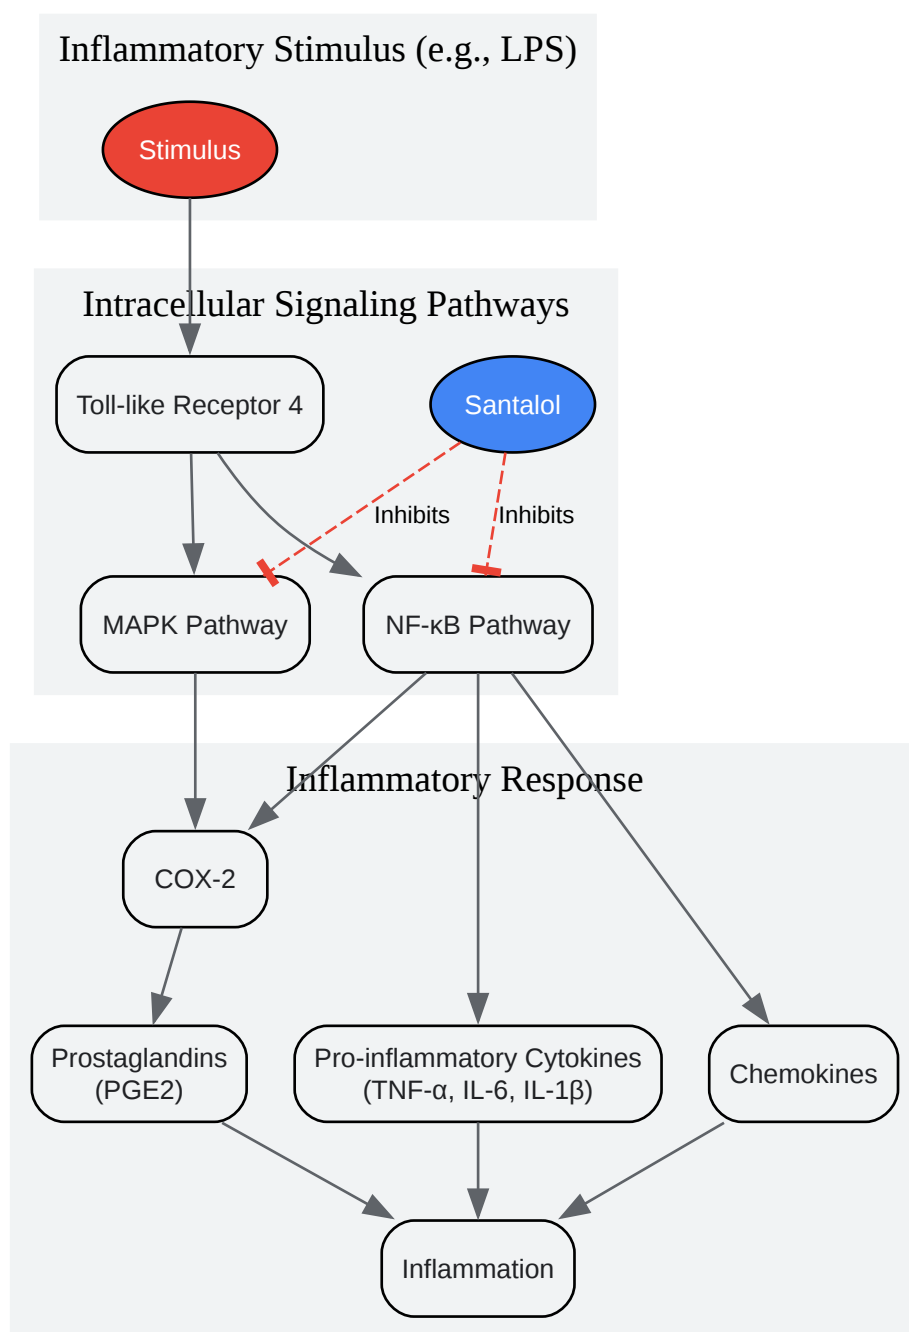 Inflammatory Stimulus (e.g., LPS)
Stimulus
Intracellular Signaling Pathways
Toll-like Receptor 4
Santalol
Inhibits
Inhibits
MAPK Pathway
NF-κB Pathway
Inflammatory Response
COX-2
Prostaglandins
(PGE2)
Pro-inflammatory Cytokines
(TNF-α, IL-6, IL-1β)
Chemokines
Inflammation